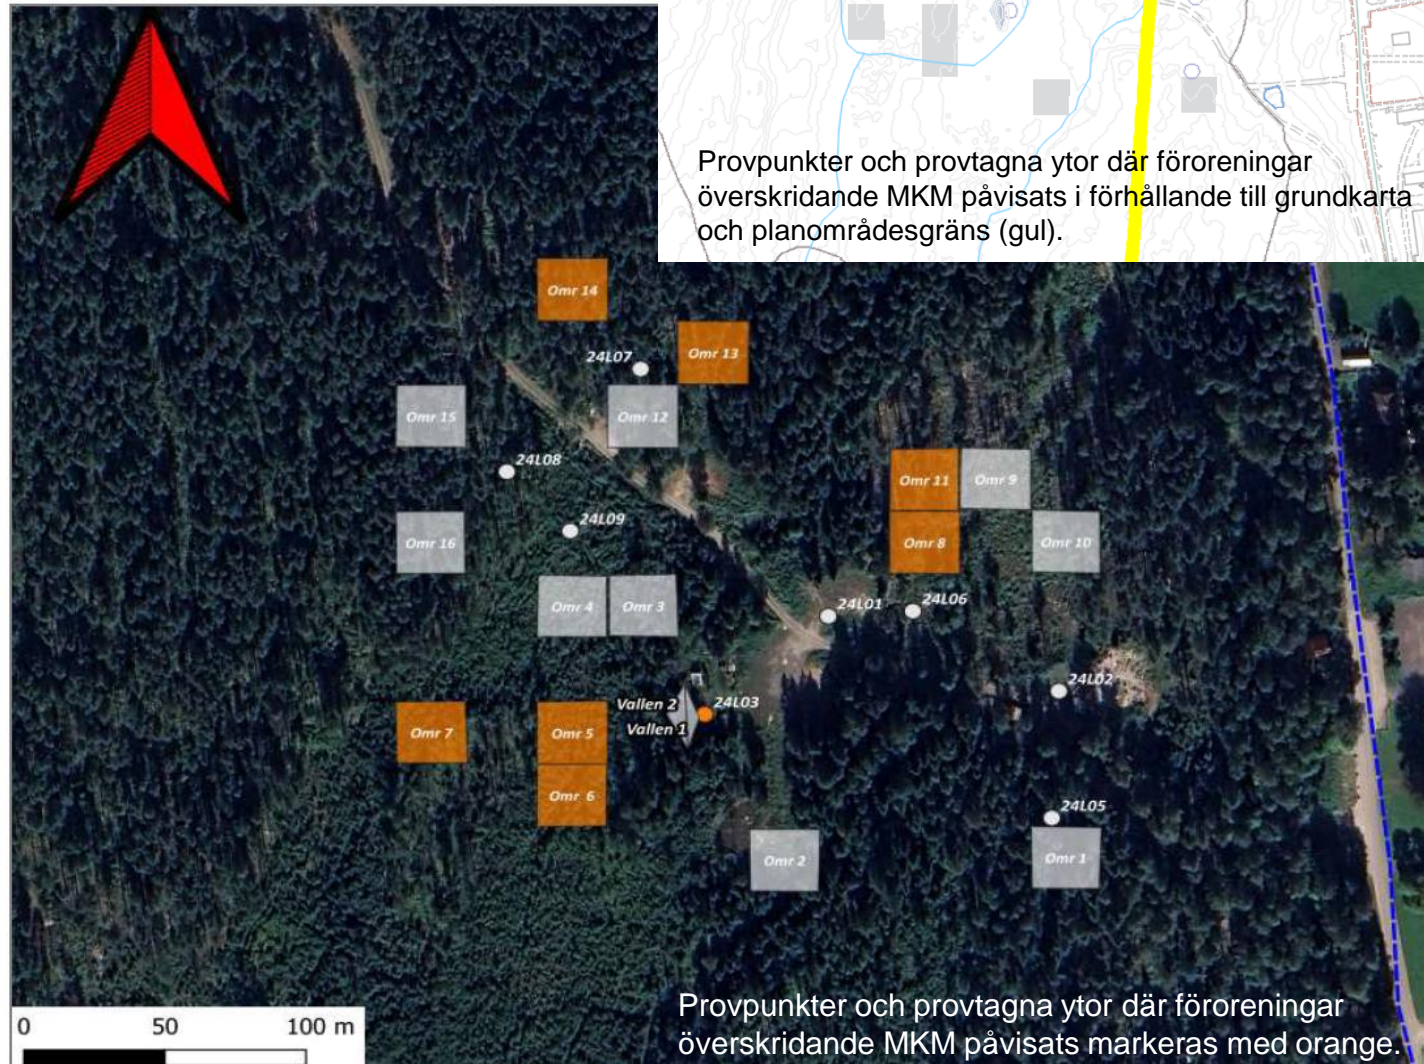 Provpunkter och provtagna ytor där föroreningar
överskridande MKM påvisats i förhållande till grundkarta
och planområdesgräns (gul).
Omr 14
Omr 13
24L07
Omr 15
Omr 12
24L08
Omr 11
Omr 9
24L09
Omr 16
Omr 8
Omr 10
Omr 4
Omr 3
24L01
24L06
24L02
Vallen 2
24L03
Vallen 1
Omr 7
Omr 5
Omr 6
24L05
Omr 2
Omr 1
Provpunkter och provtagna ytor där föroreningar
överskridande MKM påvisats markeras med orange.
0 50 100 m